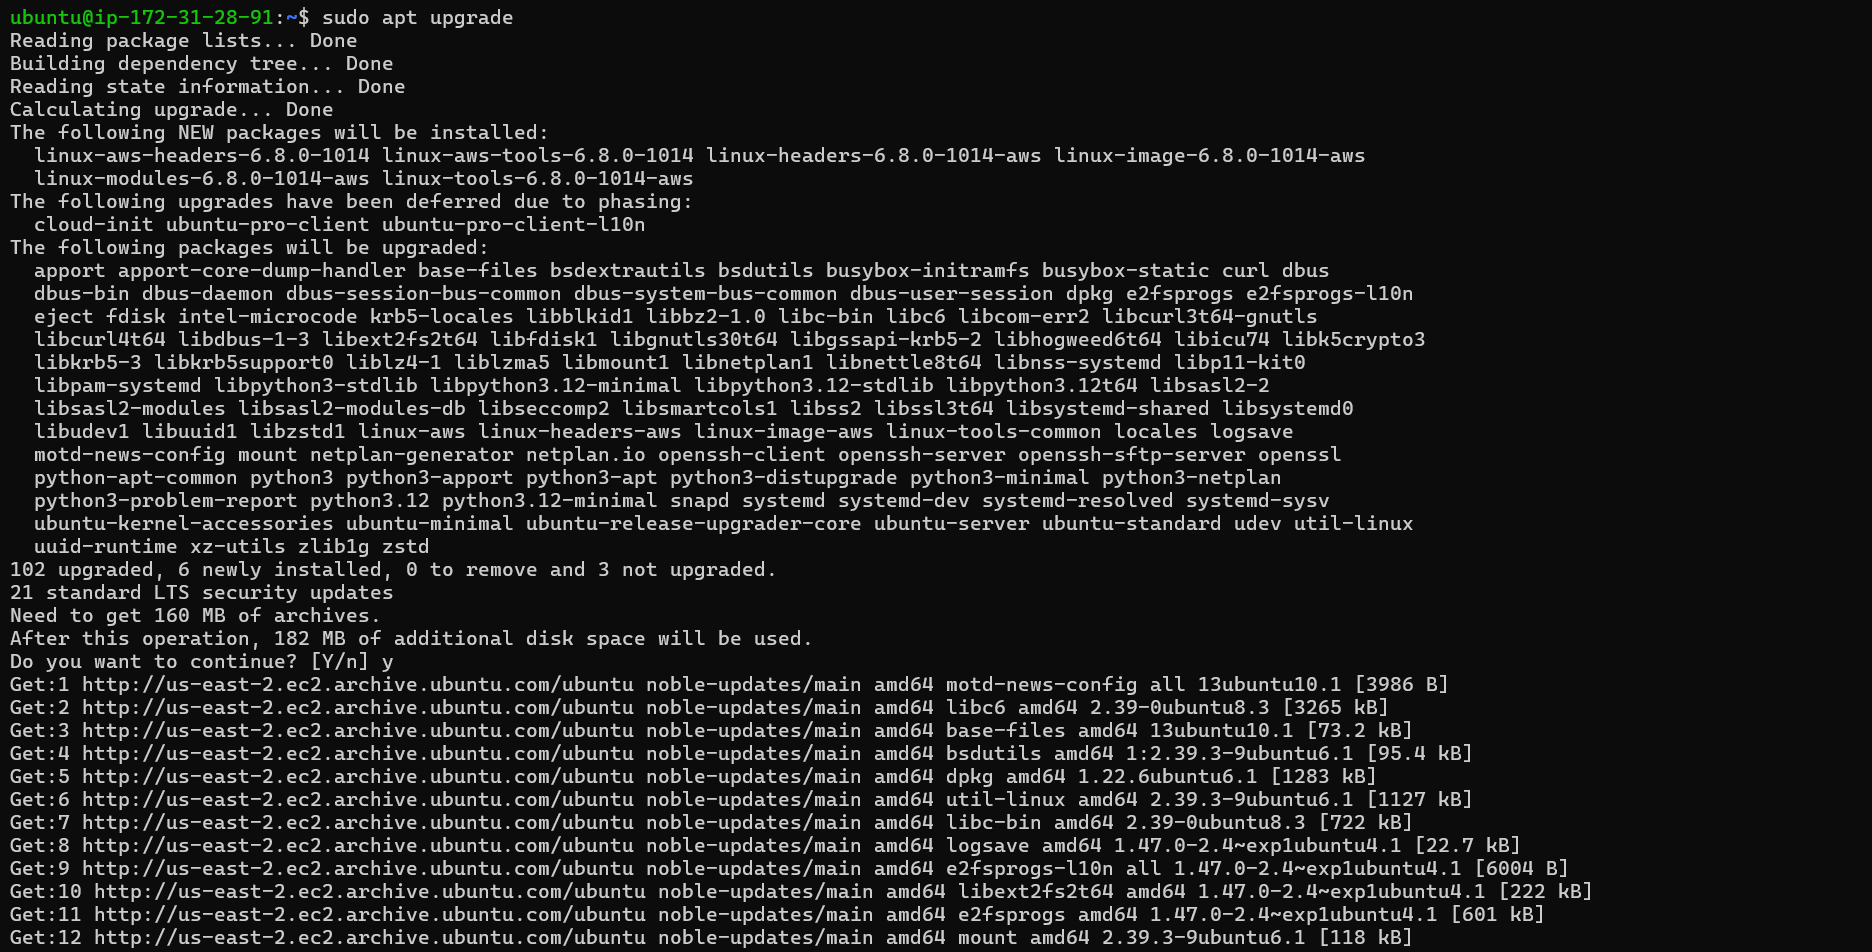 ubuntu@ip-172-31-28-91:~$ sudo apt upgrade
Reading package lists... Done
Building dependency tree... Done
Reading state information... Done
Calculating upgrade... Done
The following NEW packages will be installed:
  linux-aws-headers-6.8.0-1014 linux-aws-tools-6.8.0-1014 linux-headers-6.8.0-1014-aws linux-image-6.8.0-1014-aws
  linux-modules-6.8.0-1014-aws linux-tools-6.8.0-1014-aws
The following upgrades have been deferred due to phasing:
  cloud-init ubuntu-pro-client ubuntu-pro-client-l10n
The following packages will be upgraded:
  apport apport-core-dump-handler base-files bsdextrautils bsdutils busybox-initramfs busybox-static curl dbus
  dbus-bin dbus-daemon dbus-session-bus-common dbus-system-bus-common dbus-user-session dpkg e2fsprogs e2fsprogs-l10n
  eject fdisk intel-microcode krb5-locales libblkid1 libbz2-1.0 libc-bin libc6 libcom-err2 libcurl3t64-gnutls
  libcurl4t64 libdbus-1-3 libext2fs2t64 libfdisk1 libgnutls30t64 libgssapi-krb5-2 libhogweed6t64 libicu74 libk5crypto3
  libkrb5-3 libkrb5support0 liblz4-1 liblzma5 libmount1 libnetplan1 libnettle8t64 libnss-systemd libp11-kit0
  libpam-systemd libpython3-stdlib libpython3.12-minimal libpython3.12-stdlib libpython3.12t64 libsasl2-2
  libsasl2-modules libsasl2-modules-db libseccomp2 libsmartcols1 libss2 libssl3t64 libsystemd-shared libsystemd0
  libudev1 libuuid1 libzstd1 linux-aws linux-headers-aws linux-image-aws linux-tools-common locales logsave
  motd-news-config mount netplan-generator netplan.io openssh-client openssh-server openssh-sftp-server openssl
  python-apt-common python3 python3-apport python3-apt python3-distupgrade python3-minimal python3-netplan
  python3-problem-report python3.12 python3.12-minimal snapd systemd systemd-dev systemd-resolved systemd-sysv
  ubuntu-kernel-accessories ubuntu-minimal ubuntu-release-upgrader-core ubuntu-server ubuntu-standard udev util-linux
  uuid-runtime xz-utils zlib1g zstd
102 upgraded, 6 newly installed, 0 to remove and 3 not upgraded.
21 standard LTS security updates
Need to get 160 MB of archives.
After this operation, 182 MB of additional disk space will be used.
Do you want to continue? [Y/n] y
Get:1 http://us-east-2.ec2.archive.ubuntu.com/ubuntu noble-updates/main amd64 motd-news-config all 13ubuntu10.1 [3986 B]
Get:2 http://us-east-2.ec2.archive.ubuntu.com/ubuntu noble-updates/main amd64 libc6 amd64 2.39-0ubuntu8.3 [3265 kB]
Get:3 http://us-east-2.ec2.archive.ubuntu.com/ubuntu noble-updates/main amd64 base-files amd64 13ubuntu10.1 [73.2 kB]
Get:4 http://us-east-2.ec2.archive.ubuntu.com/ubuntu noble-updates/main amd64 bsdutils amd64 1:2.39.3-9ubuntu6.1 [95.4 kB]
Get:5 http://us-east-2.ec2.archive.ubuntu.com/ubuntu noble-updates/main amd64 dpkg amd64 1.22.6ubuntu6.1 [1283 kB]
Get:6 http://us-east-2.ec2.archive.ubuntu.com/ubuntu noble-updates/main amd64 util-linux amd64 2.39.3-9ubuntu6.1 [1127 kB]
Get:7 http://us-east-2.ec2.archive.ubuntu.com/ubuntu noble-updates/main amd64 libc-bin amd64 2.39-0ubuntu8.3 [722 kB]
Get:8 http://us-east-2.ec2.archive.ubuntu.com/ubuntu noble-updates/main amd64 logsave amd64 1.47.0-2.4~exp1ubuntu4.1 [22.7 kB]
Get:9 http://us-east-2.ec2.archive.ubuntu.com/ubuntu noble-updates/main amd64 e2fsprogs-l10n all 1.47.0-2.4~exp1ubuntu4.1 [6004 B]
Get:10 http://us-east-2.ec2.archive.ubuntu.com/ubuntu noble-updates/main amd64 libext2fs2t64 amd64 1.47.0-2.4~exp1ubuntu4.1 [222 kB]
Get:11 http://us-east-2.ec2.archive.ubuntu.com/ubuntu noble-updates/main amd64 e2fsprogs amd64 1.47.0-2.4~exp1ubuntu4.1 [601 kB]
Get:12 http://us-east-2.ec2.archive.ubuntu.com/ubuntu noble-updates/main amd64 mount amd64 2.39.3-9ubuntu6.1 [118 kB]